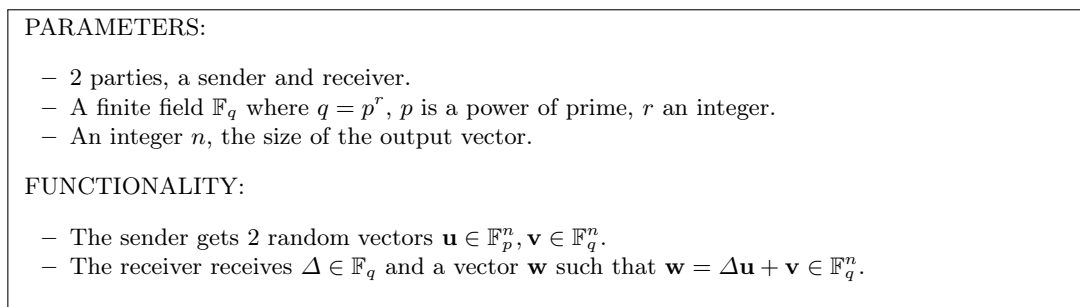 PARAMETERS:
– 2 parties, a sender and receiver.
– A finite field 𝔽_q where q = p^r, p is a power of prime, r an integer.
– An integer n, the size of the output vector.
FUNCTIONALITY:
– The sender gets 2 random vectors 𝐮 ∈ 𝔽_p^n, 𝐯 ∈ 𝔽_q^n.
– The receiver receives Δ ∈ 𝔽_q and a vector 𝐰 such that 𝐰 = Δ𝐮 + 𝐯 ∈ 𝔽_q^n.